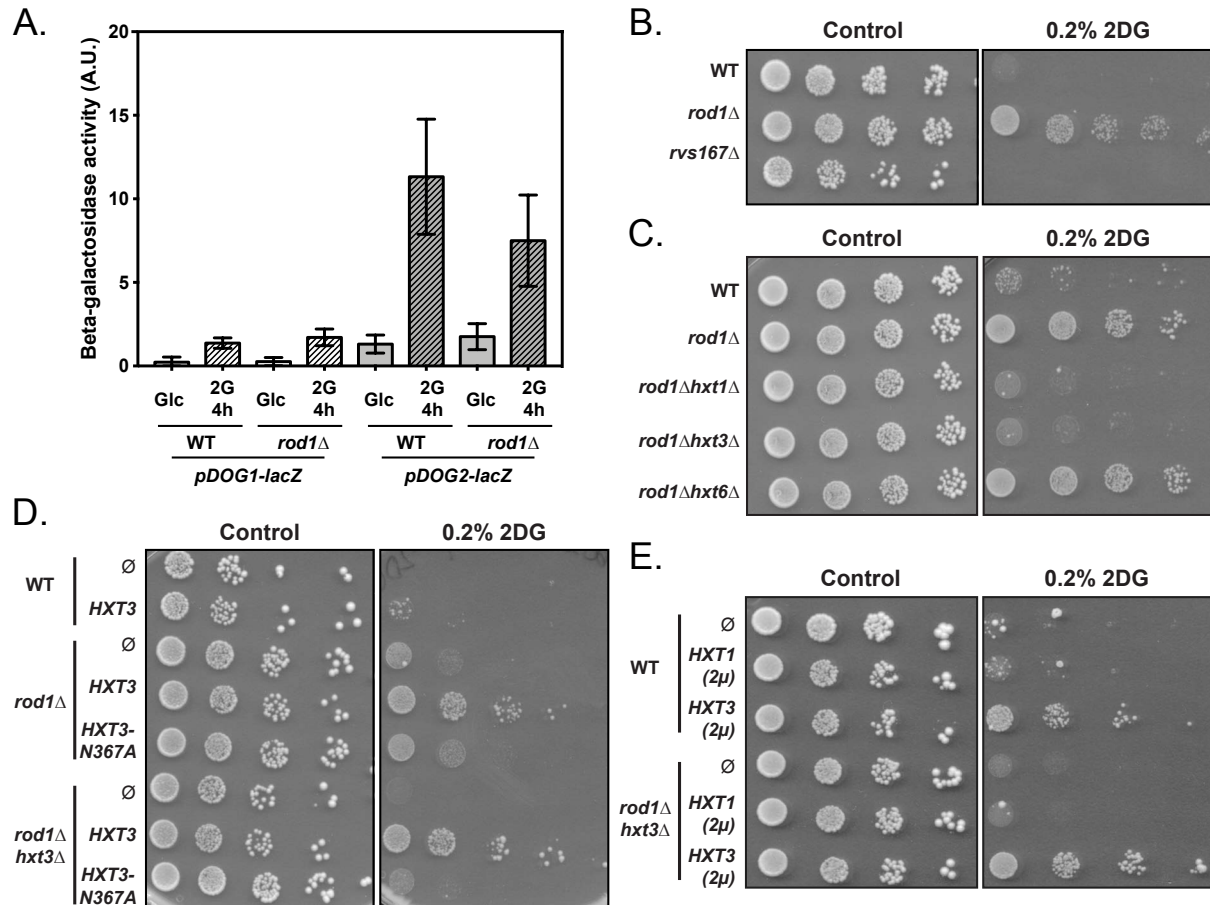 A.
Beta-galactosidase activity (A.U.)
20
15
10
5
0
Glc
2G
4h
Glc
2G
4h
Glc
2G
4h
Glc
2G
4h
WT
rod1Δ
WT
rod1Δ
pDOG1-lacZ
pDOG2-lacZ
B.
Control
0.2% 2DG
WT
rod1Δ
rvs167Δ
C.
Control
0.2% 2DG
WT
rod1Δ
rod1Δhxt1Δ
rod1Δhxt3Δ
rod1Δhxt6Δ
D.
Control
0.2% 2DG
WT
Ø
HXT3
rod1Δ
Ø
HXT3
HXT3-
N367A
rod1Δ
hxt3Δ
Ø
HXT3
HXT3-
N367A
E.
Control
0.2% 2DG
WT
Ø
HXT1
(2µ)
HXT3
(2µ)
rod1Δ
hxt3Δ
Ø
HXT1
(2µ)
HXT3
(2µ)